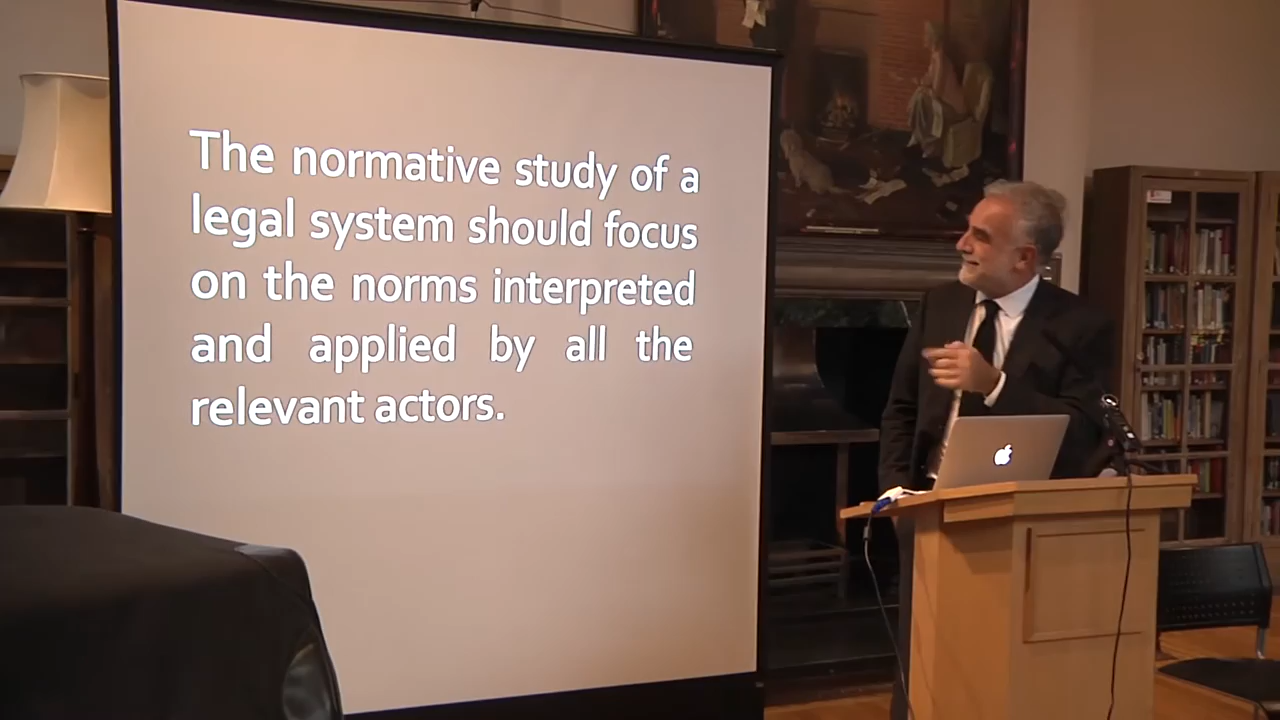 The normative study of a
legal system should focus
on the norms interpreted
and applied by all the
relevant actors.